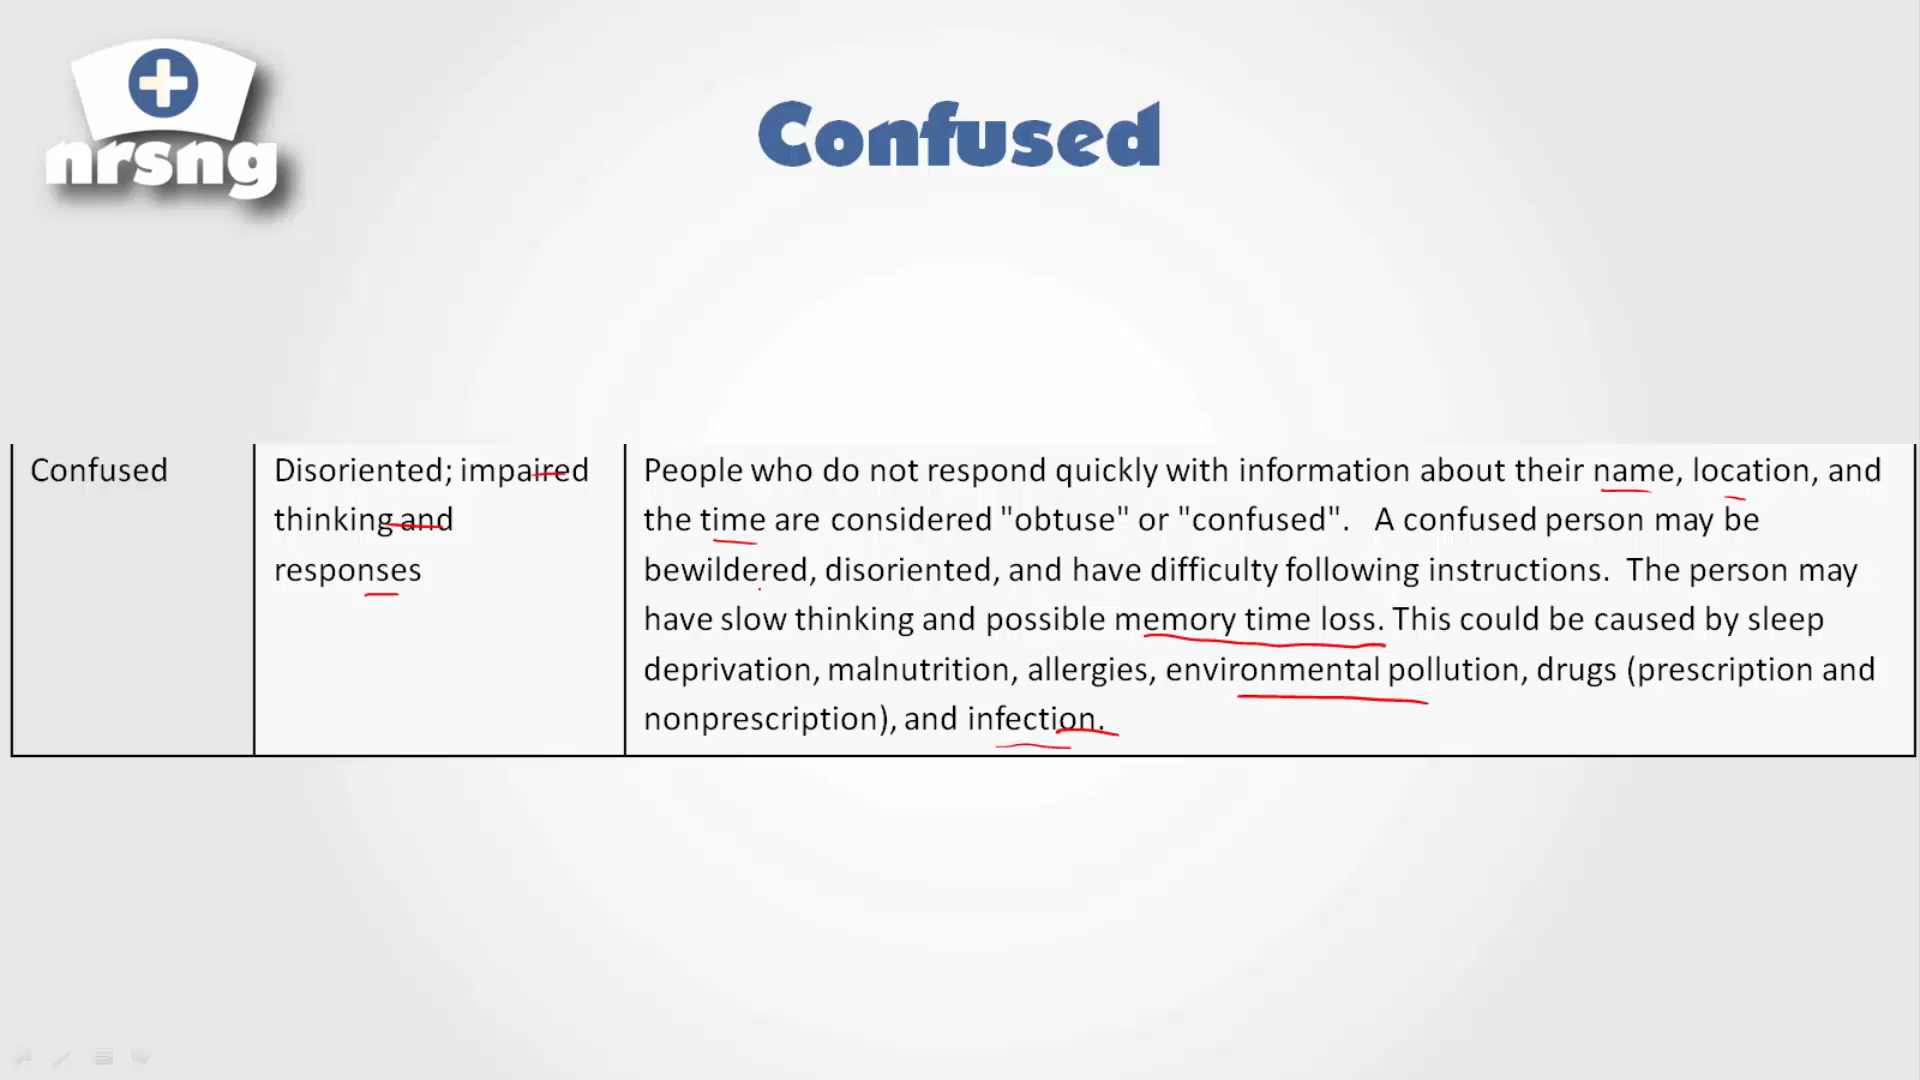 nrsng
Confused
Confused
Disoriented; impaired
thinking and
responses
People who do not respond quickly with information about their name, location, and
the time are considered "obtuse" or "confused".   A confused person may be
bewildered, disoriented, and have difficulty following instructions.  The person may
have slow thinking and possible memory time loss. This could be caused by sleep
deprivation, malnutrition, allergies, environmental pollution, drugs (prescription and
nonprescription), and infection.